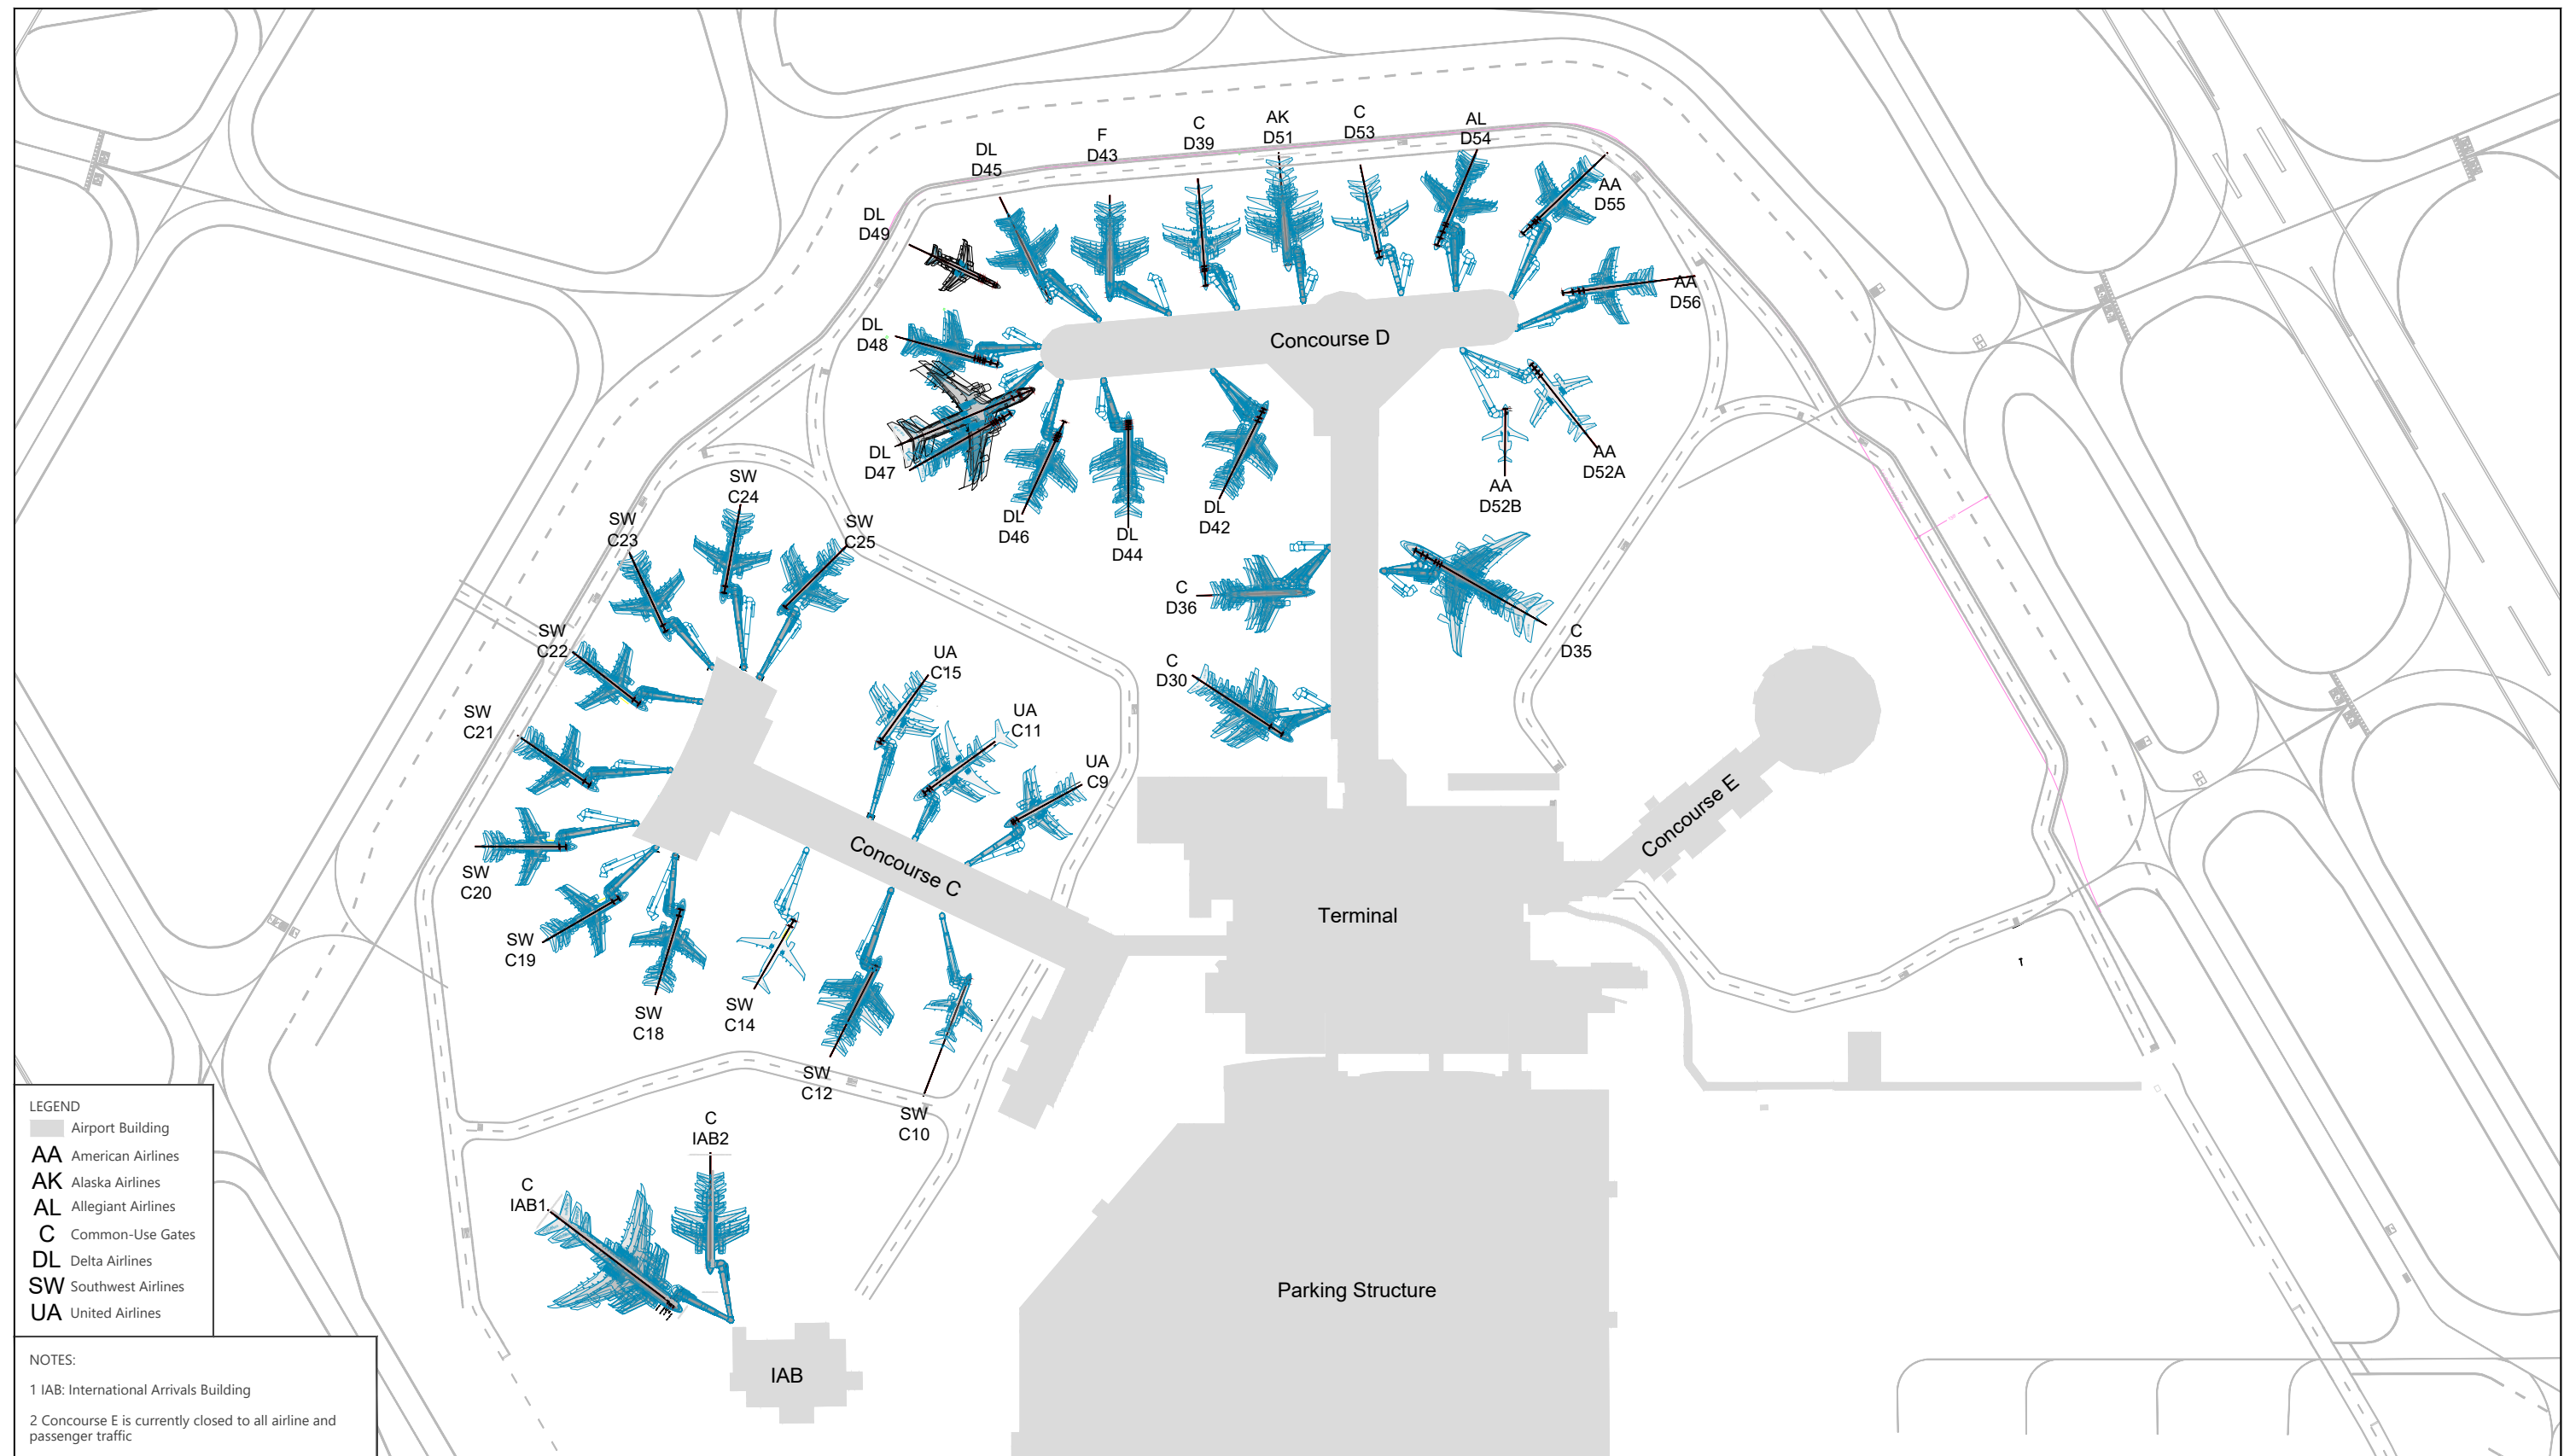 AK
D51
C
D53
AL
D54
C
D39
F
D43
DL
D45
AA
D55
DL
D49
AA
D56
DL
D48
Concourse D
DL
D47
AA
D52A
AA
D52B
DL
D46
DL
D44
DL
D42
SW
C24
SW
C23
SW
C25
C
D36
C
D35
SW
C22
UA
C15
C
D30
SW
C21
UA
C11
UA
C9
Concourse E
Concourse C
SW
C20
Terminal
SW
C19
SW
C18
SW
C14
SW
C12
SW
C10
C
IAB2
C
IAB1
Parking Structure
IAB
LEGEND
Airport Building
AA American Airlines
AK Alaska Airlines
AL Allegiant Airlines
C Common-Use Gates
DL Delta Airlines
SW Southwest Airlines
UA United Airlines
NOTES:
1 IAB: International Arrivals Building
2 Concourse E is currently closed to all airline and
passenger traffic